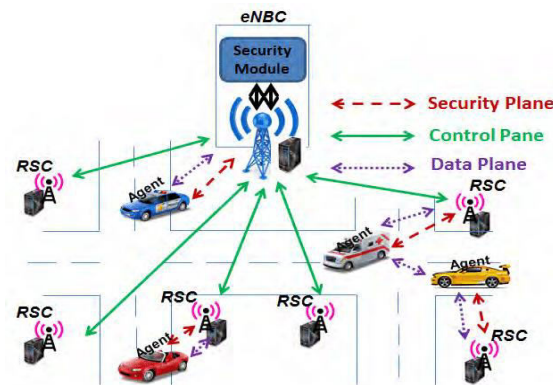 eNBC
Security
Module
Security Plane
Control Pane
Data Plane
RSC
Agent
RSC
Agent
Agent
RSC
RSC
RSC
Agent
RSC